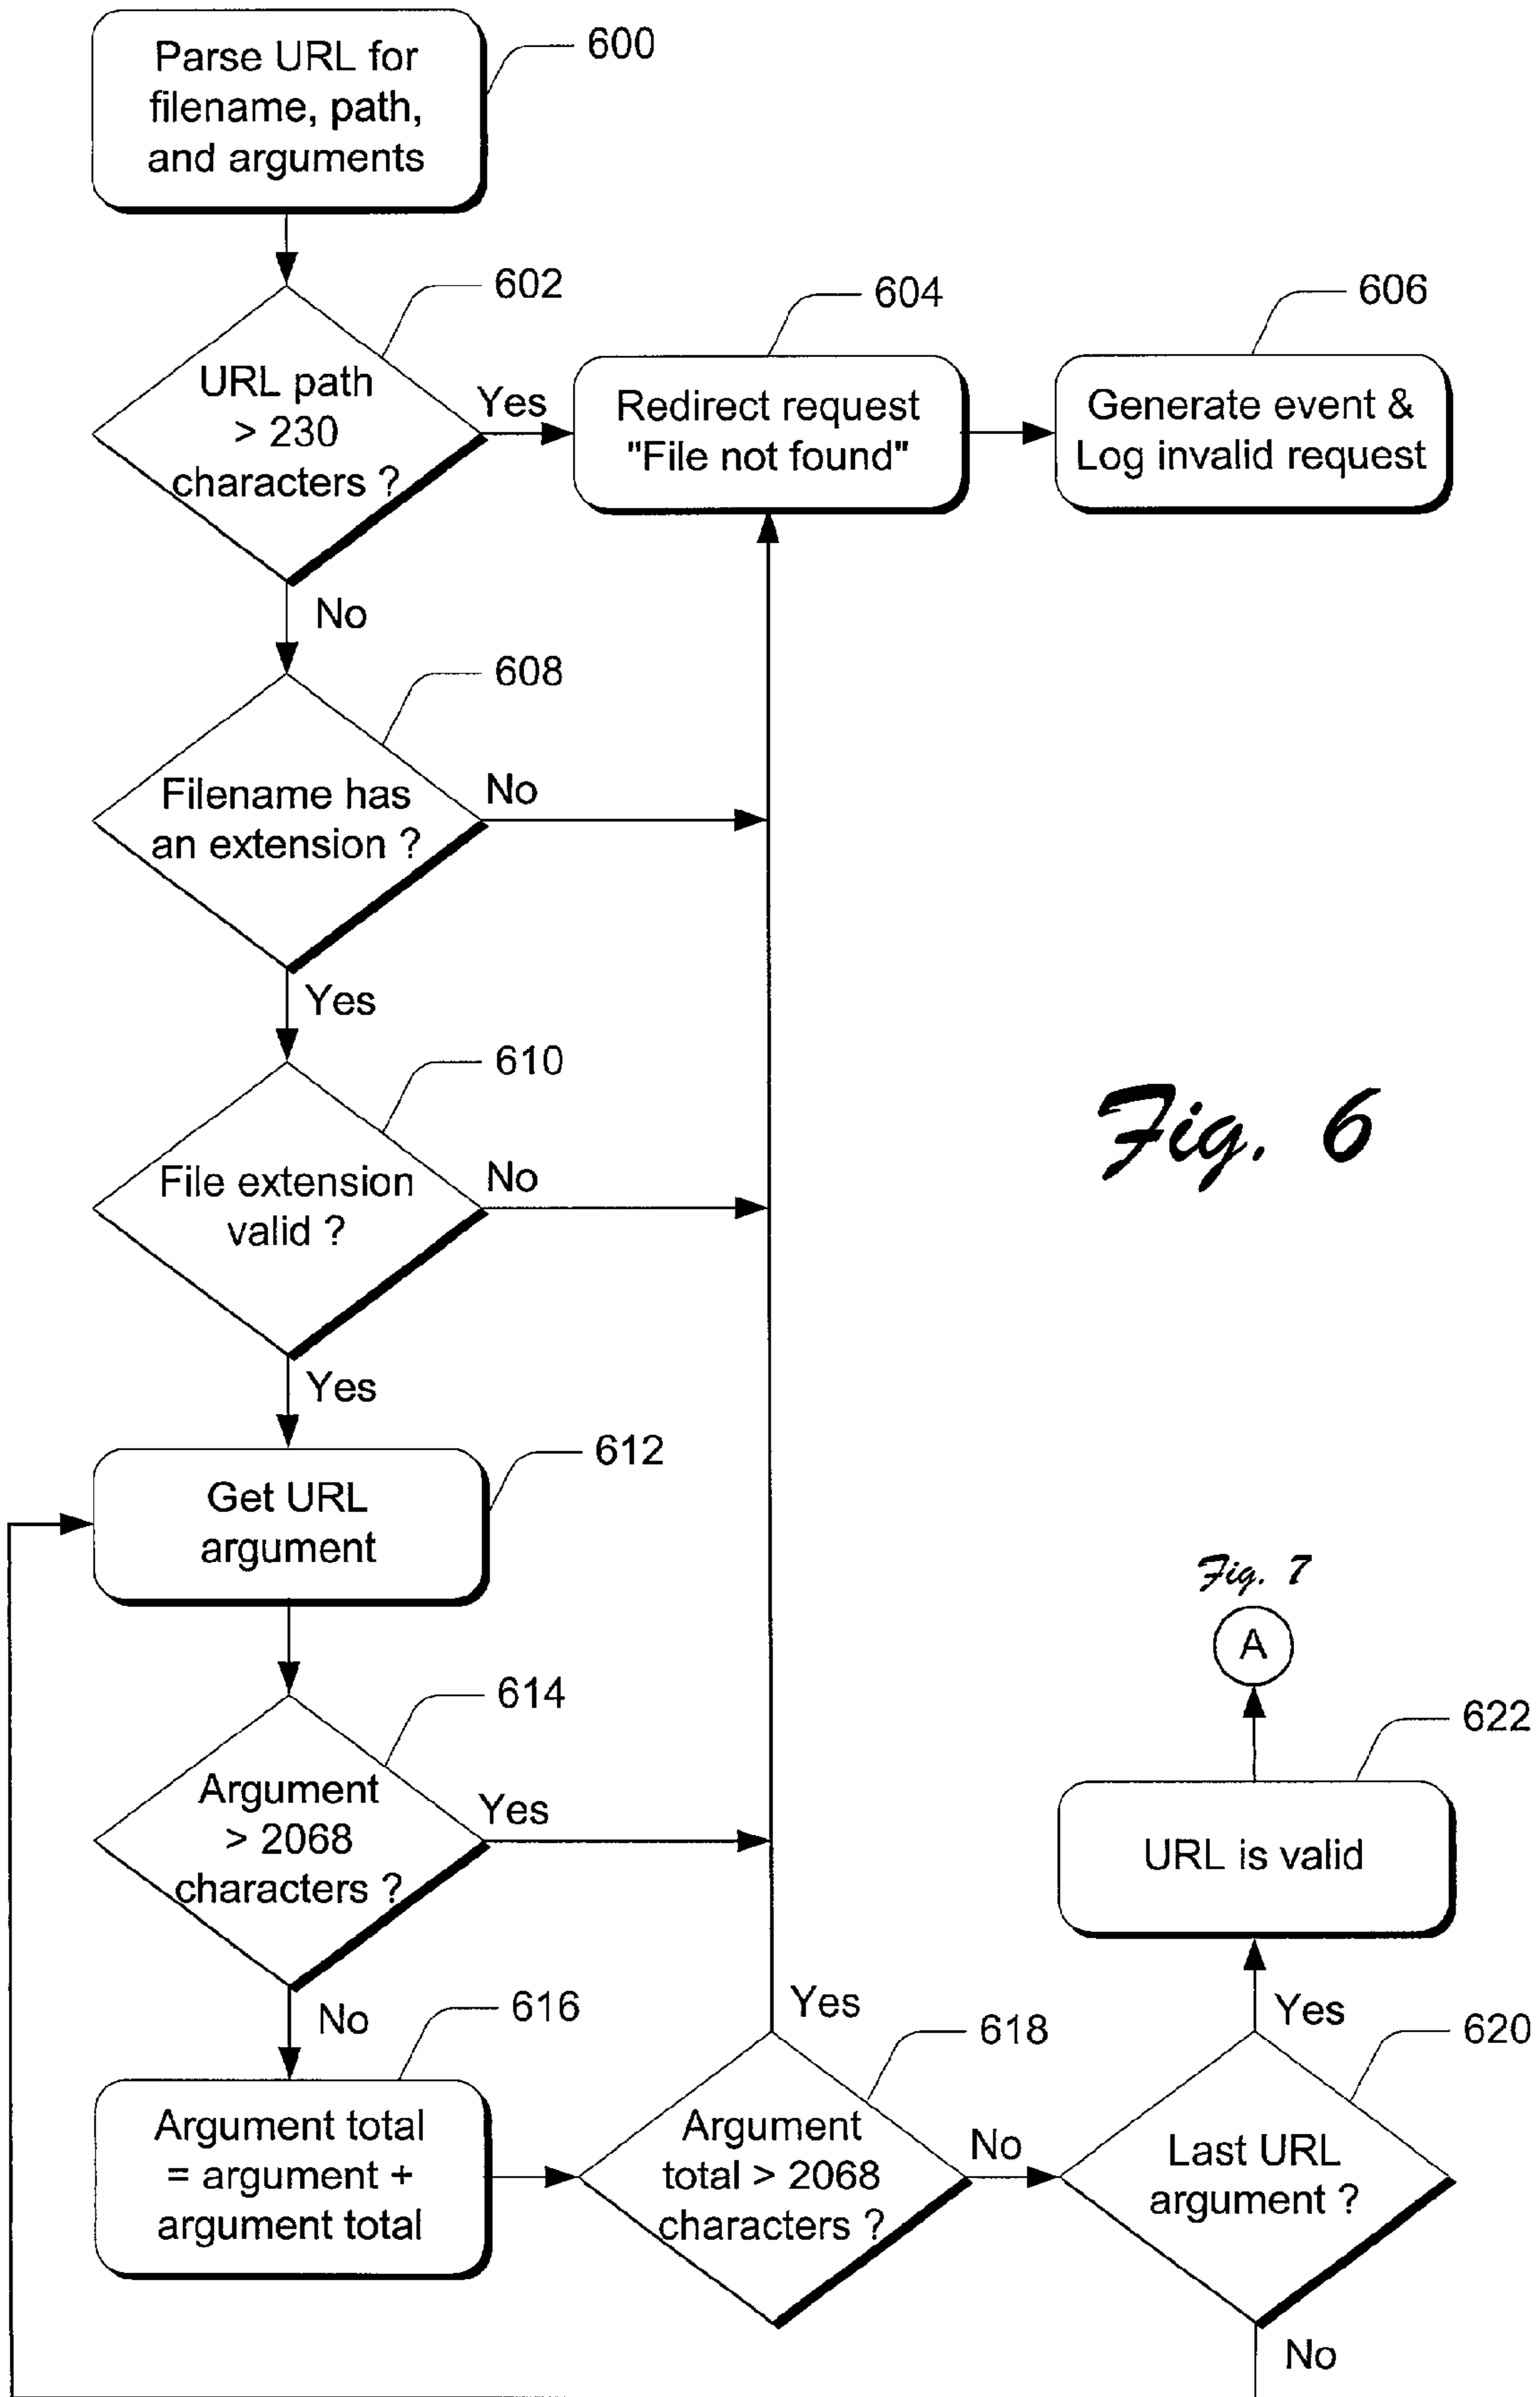 Parse URL for
filename, path,
and arguments
600
602
URL path
> 230
characters ?
Yes
No
604
Redirect request
"File not found"
606
Generate event &
Log invalid request
608
Filename has
an extension ?
No
Yes
610
File extension
valid ?
No
Yes
Fig. 6
612
Get URL
argument
614
Argument
> 2068
characters ?
Yes
No
616
Argument total
= argument +
argument total
618
Argument
total > 2068
characters ?
Yes
No
620
Last URL
argument ?
Yes
No
622
URL is valid
A
Fig. 7